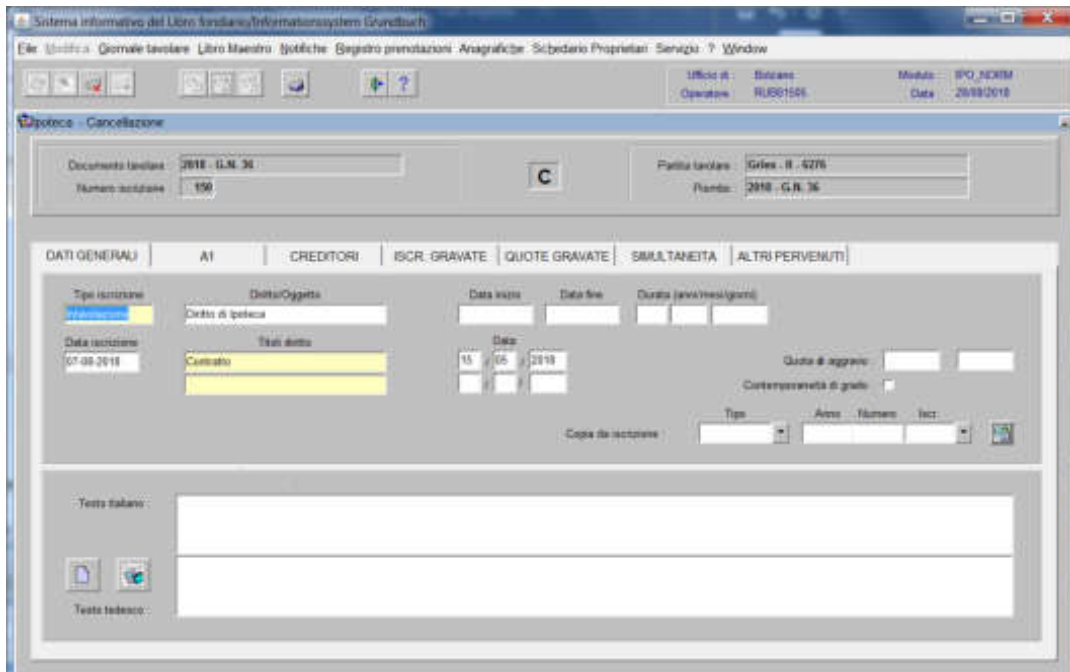 Sistema informativo del Libro fondiario/Informationssystem Grundbuch
File Modifica Giornale tavolare Libro Maestro Notifiche Registro prenotazioni Anagrafiche Schedario Proprietari Servizio ? Window
Ufficio di : Bolzano Modulo : IPO_NORM
Operatore : Data : 28/08/2018
Ipoteca - Cancellazione
Documento tavolare : 2018 - G.N. 36 C Partita tavolare : Gries - II - 6276
Numero iscrizione : 150 Piombo : 2018 - G.N. 36
DATI GENERALI A1 CREDITORI ISCR. GRAVATE QUOTE GRAVATE SIMULTANEITA ALTRI PERVENUTI
Tipo iscrizione Diritto/Oggetto Data inizio Data fine Durata (anni/mesi/giorni)
Intavolazione Diritto di ipoteca
Data iscrizione Titoli diritto Data
07-08-2018 Contratto 15 / 05 / 2018 Quota di aggravio :
/ / Contemporaneità di grado :
Tipo Anno Numero Iscr.
Copia da iscrizione :
Testo italiano :
Testo tedesco :